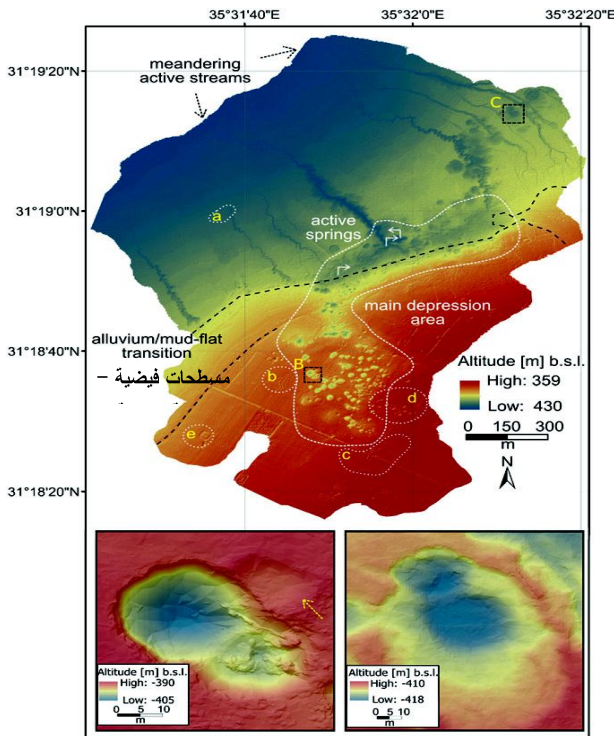 35°31'40"E
35°32'0"E
35°32'20"E
31°19'20"N
meandering
active streams
C
31°19'0"N
a
active
springs
main depression
area
alluvium/mud-flat
transition
31°18'40"N
مسطحات فيضية –
b
B
d
e
c
Altitude [m] b.s.l.
High: 359
Low: 430
0 150 300
m
N
31°18'20"N
Altitude [m] b.s.l.
High: -390
Low: -405
0 5 10
m
Altitude [m] b.s.l.
High: -410
Low: -418
0 5 10
m